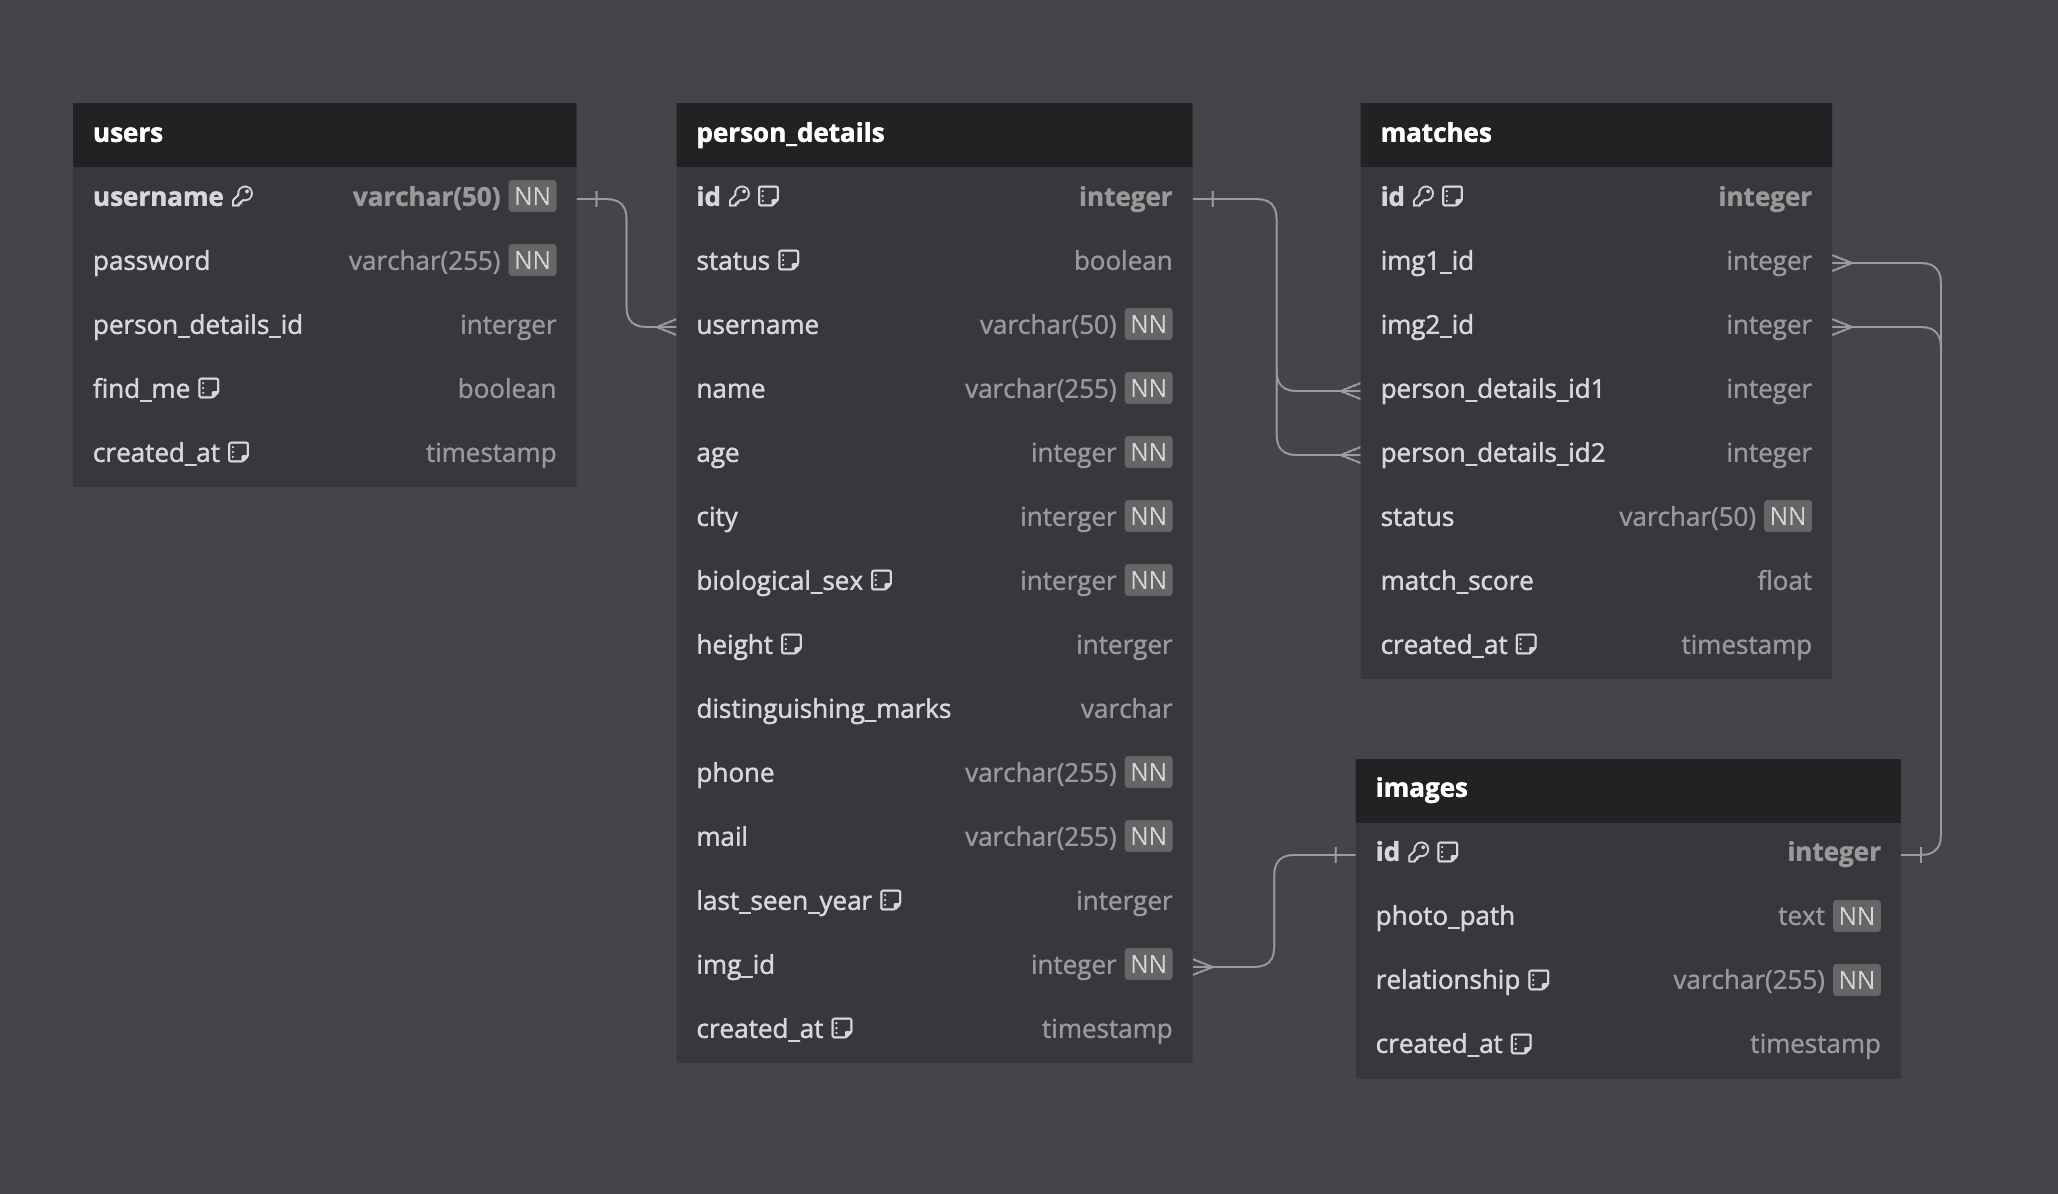 users
username varchar(50) NN
password varchar(255) NN
person_details_id interger
find_me boolean
created_at timestamp
person_details
id integer
status boolean
username varchar(50) NN
name varchar(255) NN
age integer NN
city interger NN
biological_sex interger NN
height interger
distinguishing_marks varchar
phone varchar(255) NN
mail varchar(255) NN
last_seen_year interger
img_id integer NN
created_at timestamp
matches
id integer
img1_id integer
img2_id integer
person_details_id1 integer
person_details_id2 integer
status varchar(50) NN
match_score float
created_at timestamp
images
id integer
photo_path text NN
relationship varchar(255) NN
created_at timestamp